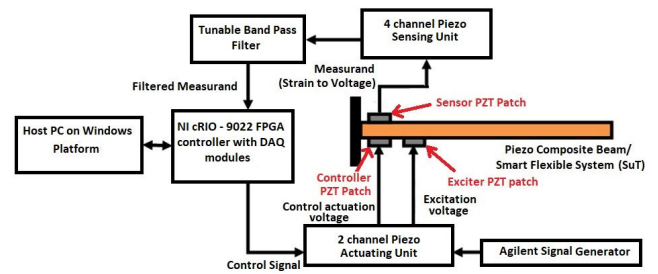 Tunable Band Pass
Filter
4 channel Piezo
Sensing Unit
Filtered Measurand
Measurand
(Strain to Voltage)
Sensor PZT Patch
Host PC on Windows
Platform
NI cRIO - 9022 FPGA
controller with DAQ
modules
Piezo Composite Beam/
Smart Flexible System (SuT)
Controller
PZT Patch
Exciter PZT patch
Control actuation
voltage
Excitation
voltage
Control Signal
2 channel Piezo
Actuating Unit
Agilent Signal Generator